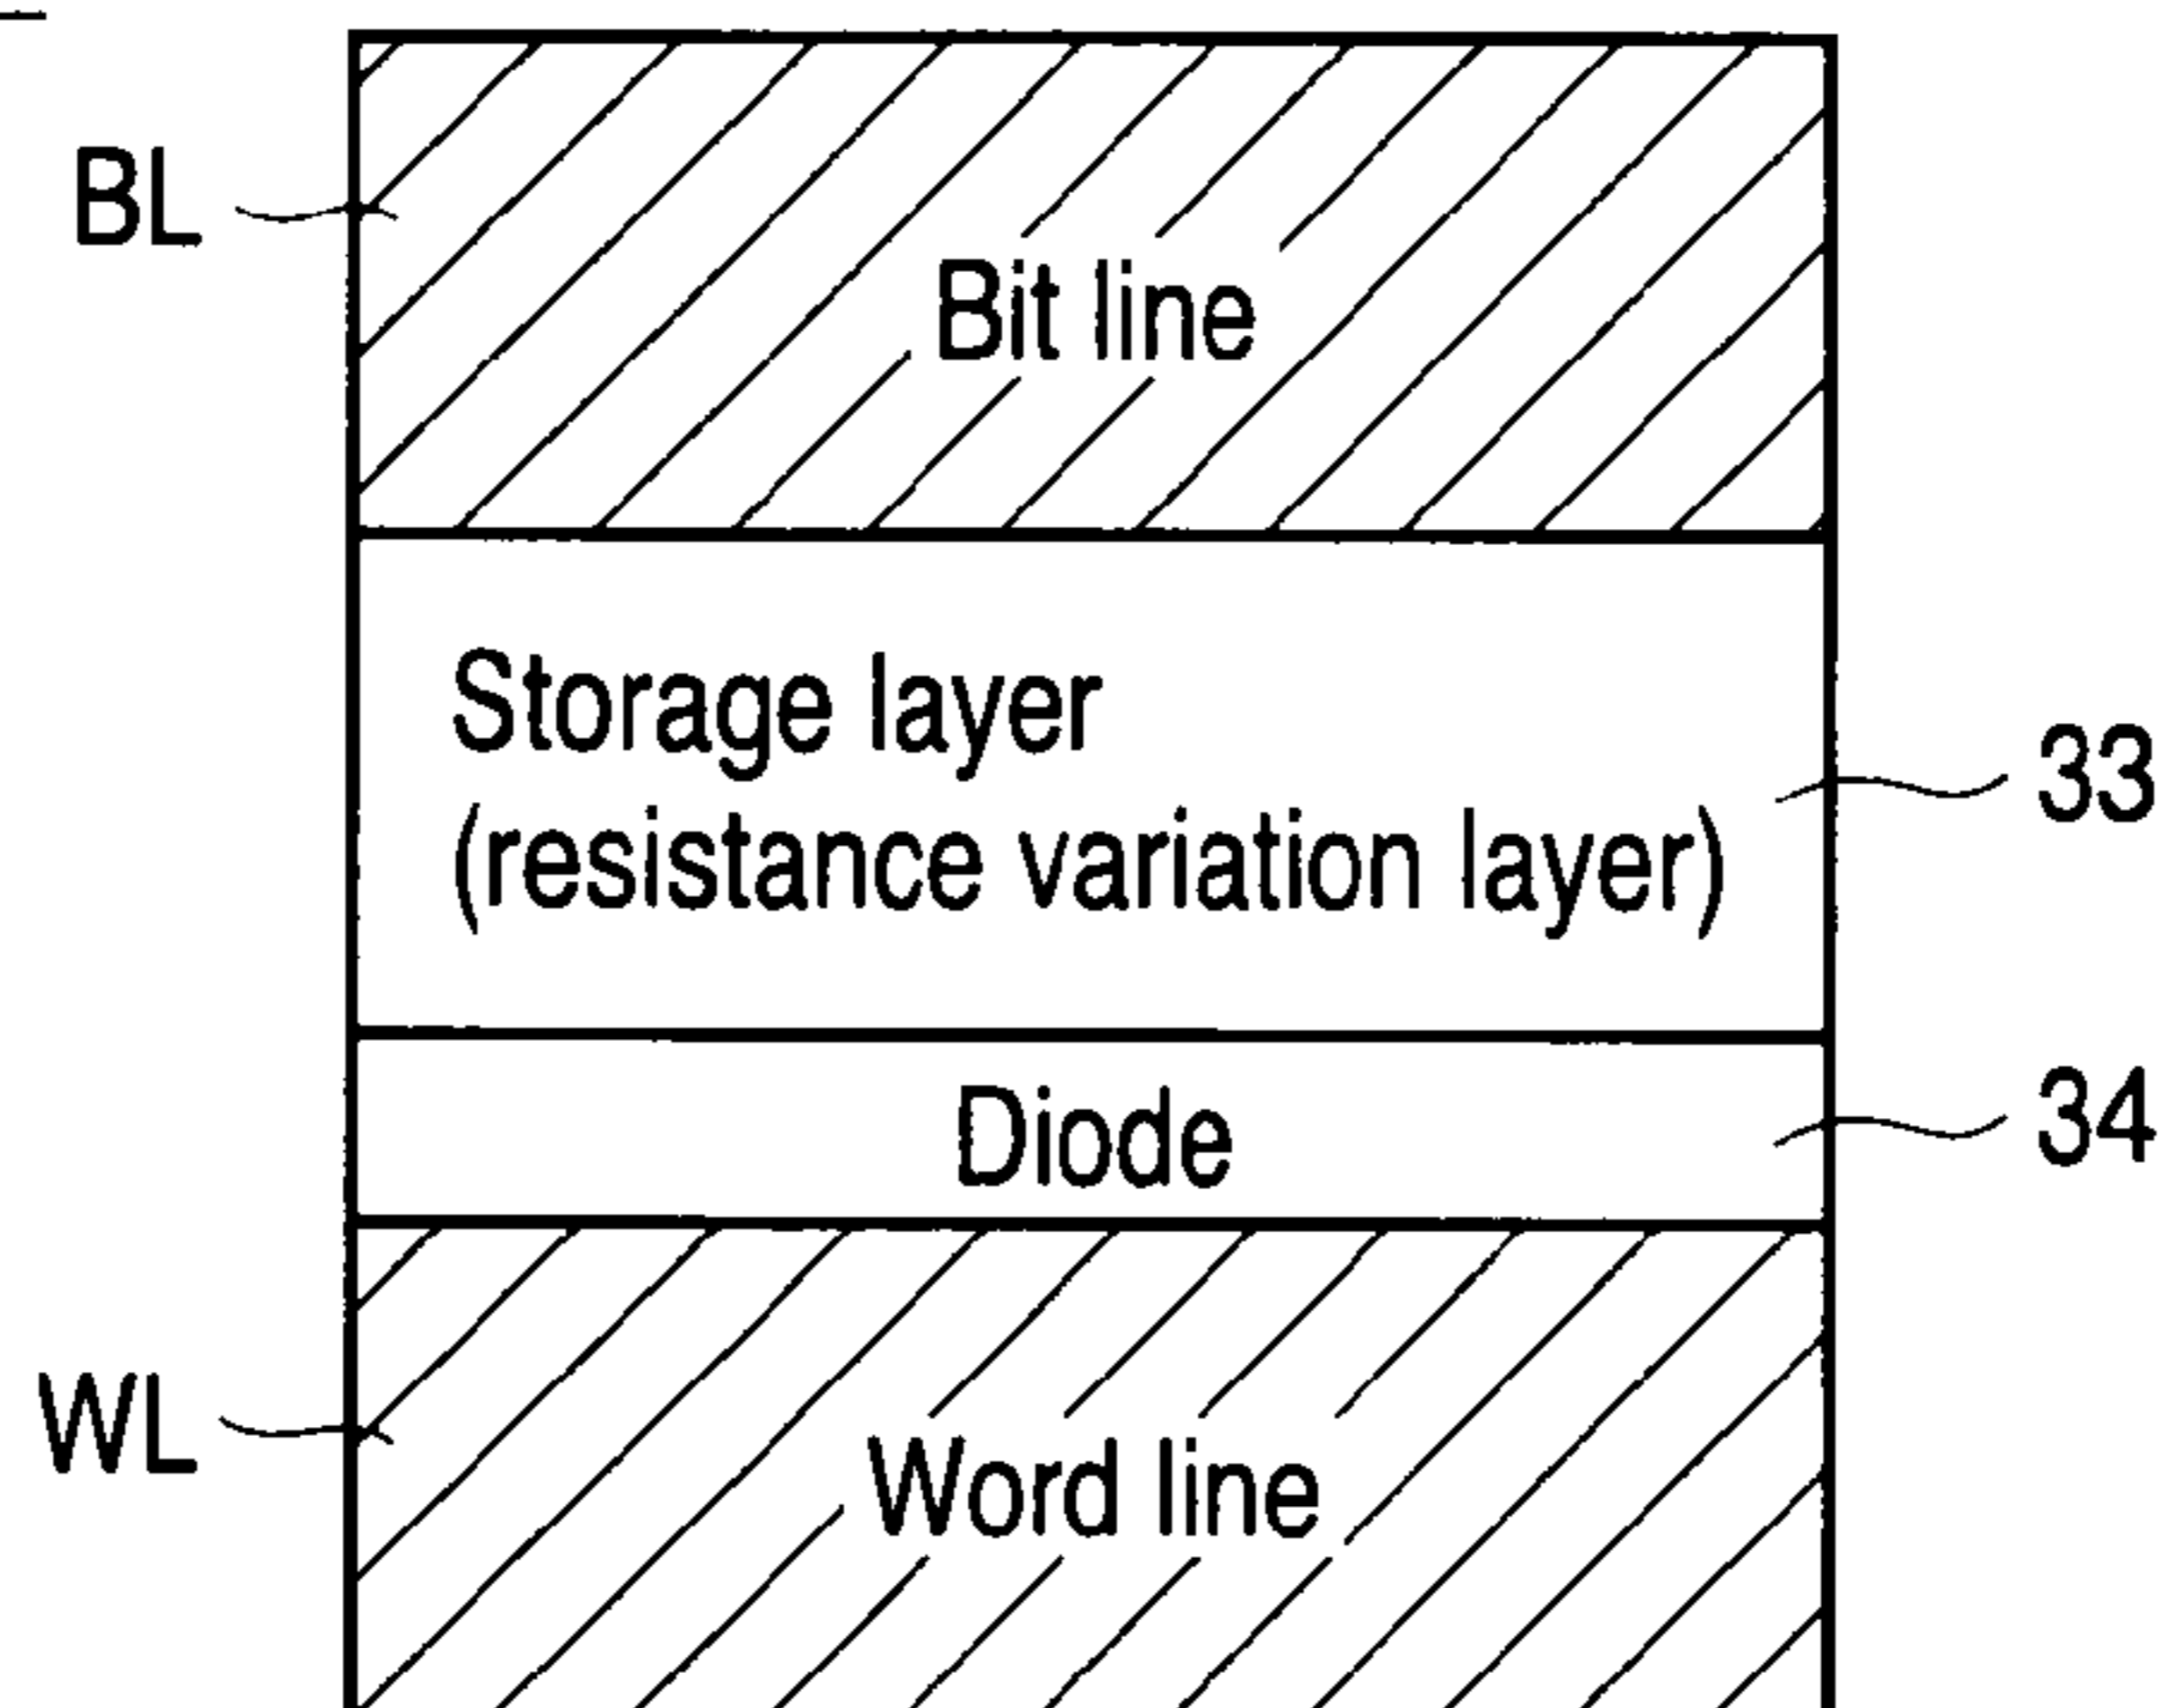 BL
Bit line
Storage layer
(resistance variation layer)
33
Diode
34
WL
Word line